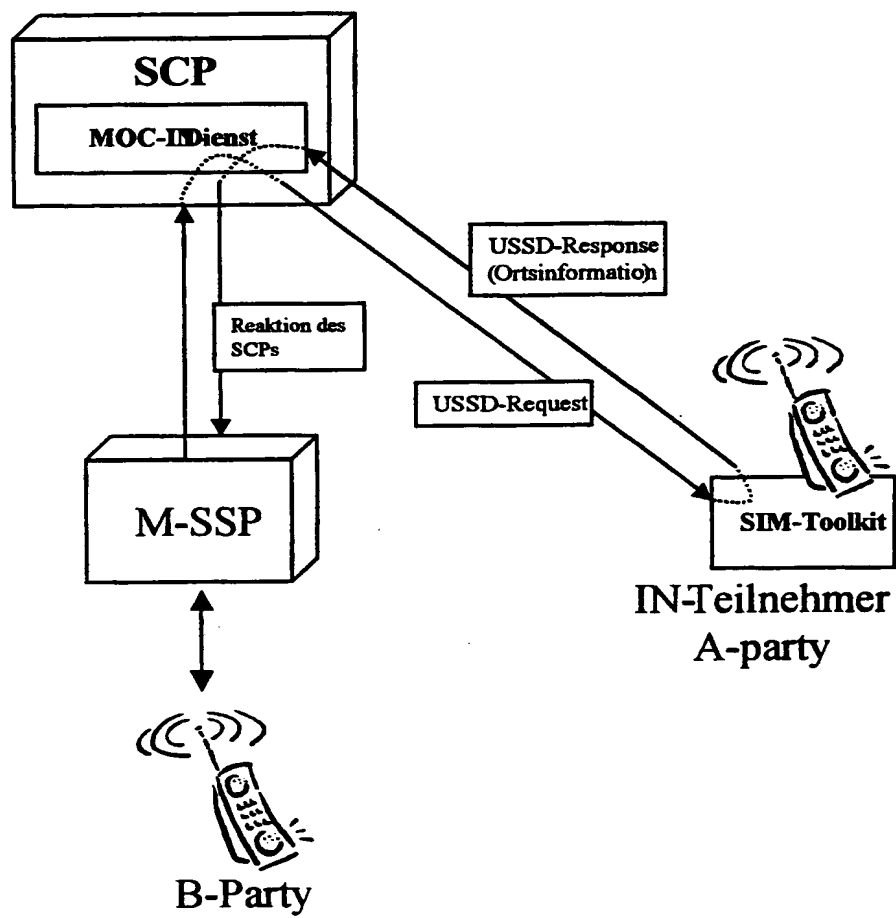 SCP
MOC-INDienst
USSD-Response
(Ortsinformation)
Reaktion des
SCPs
USSD-Request
M-SSP
SIM-Toolkit
IN-Teilnehmer
A-party
B-Party